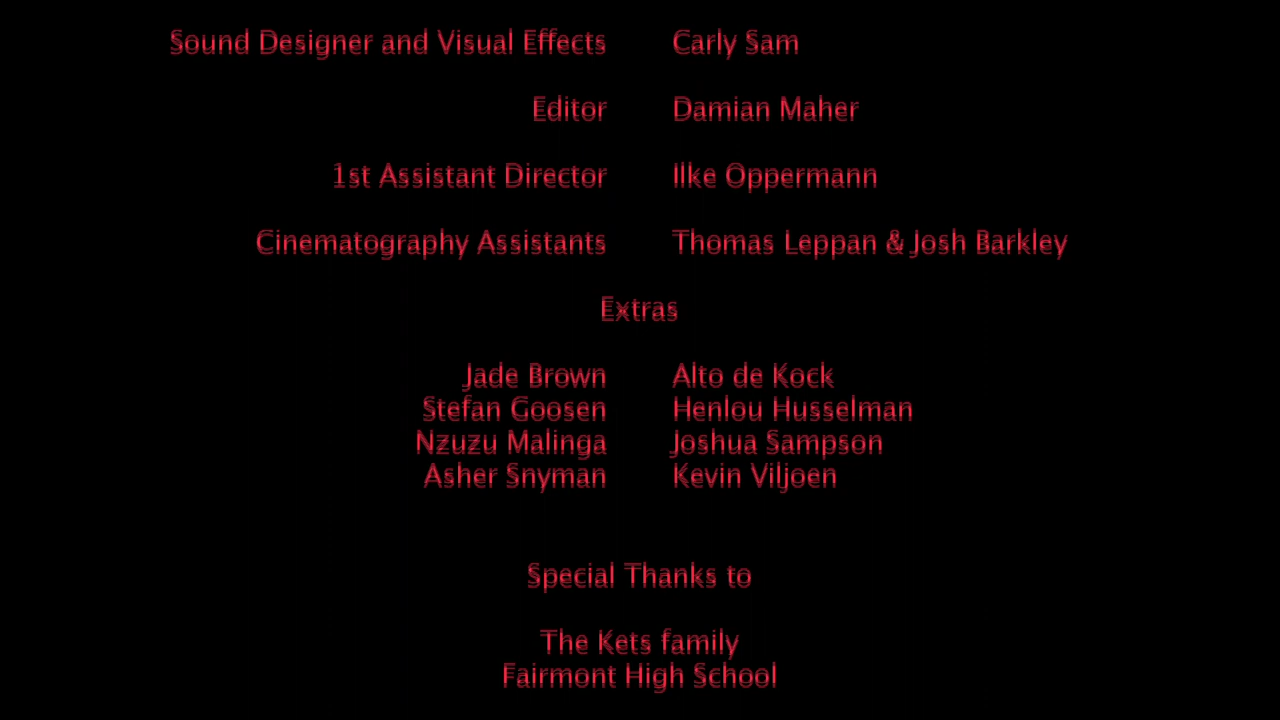 Sound Designer and Visual Effects Carly Sam
Editor Damian Maher
1st Assistant Director Ilke Oppermann
Cinematography Assistants Thomas Leppan & Josh Barkley
Extras
Jade Brown Alto de Kock
Stefan Goosen Henlou Husselman
Nzuzu Malinga Joshua Sampson
Asher Snyman Kevin Viljoen
Special Thanks to
The Kets family
Fairmont High School